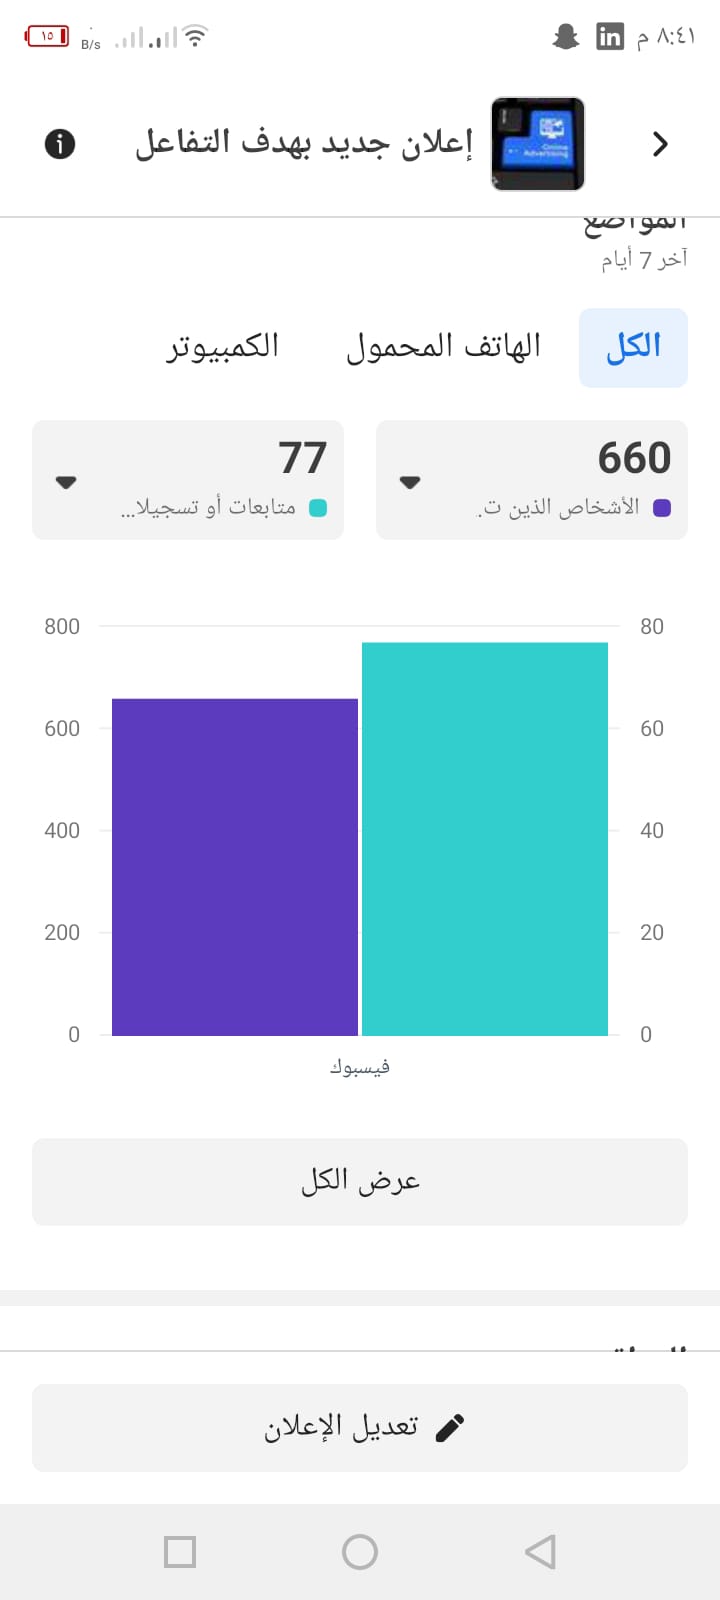 ٨:٤١ م
in
B/s
١٥
إعلان جديد بهدف التفاعل
Online
Advertising
المواضع
آخر 7 أيام
الكل
الهاتف المحمول
الكمبيوتر
660
الأشخاص الذين ت.
77
متابعات أو تسجيلا...
800
600
400
200
0
80
60
40
20
0
فيسبوك
عرض الكل
تعديل الإعلان